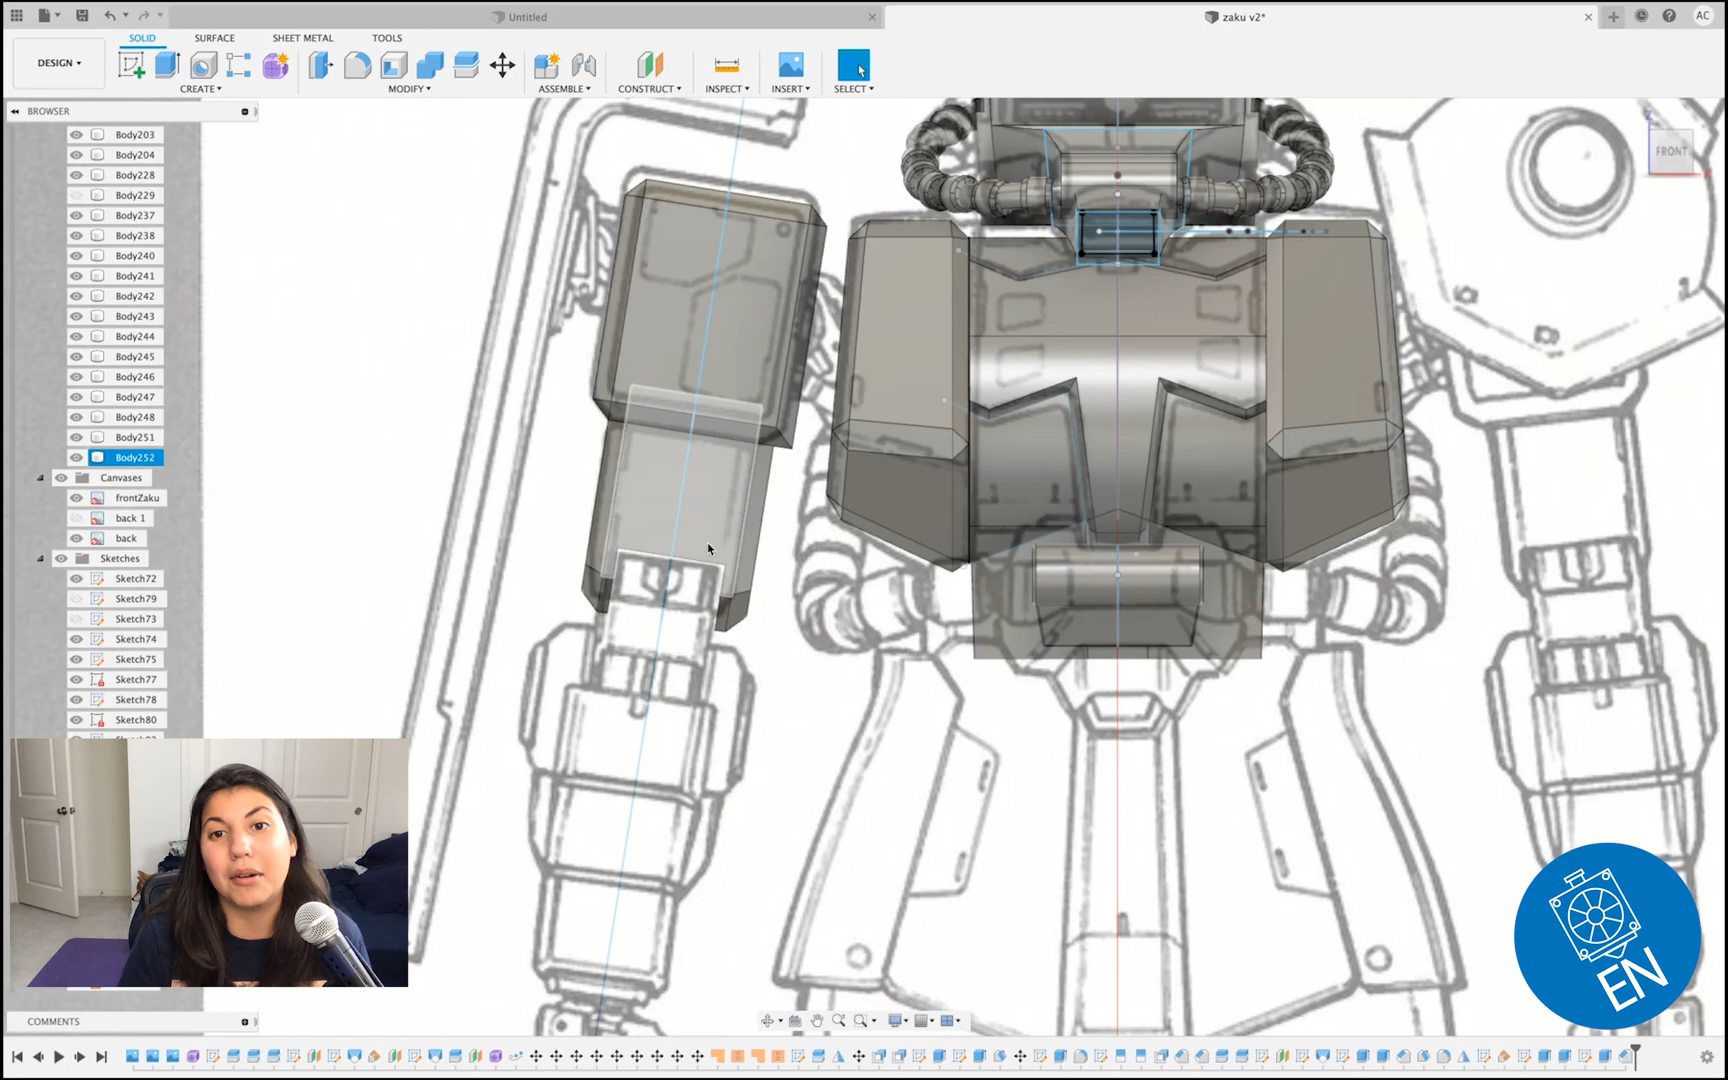 Untitled
zaku v2*
AC
DESIGN
SOLID
SURFACE
SHEET METAL
TOOLS
CREATE
MODIFY
ASSEMBLE
CONSTRUCT
INSPECT
INSERT
SELECT
BROWSER
Body203
Body204
Body228
Body229
Body237
Body238
Body240
Body241
Body242
Body243
Body244
Body245
Body246
Body247
Body248
Body251
Body252
Canvases
frontZaku
back 1
back
Sketches
Sketch72
Sketch79
Sketch73
Sketch74
Sketch75
Sketch77
Sketch78
Sketch80
FRONT
Z
EN
COMMENTS